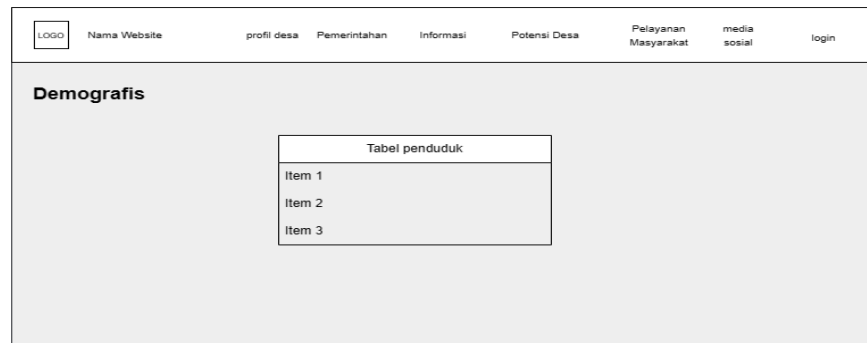 LOGO
Nama Website
profil desa
Pemerintahan
Informasi
Potensi Desa
Pelayanan
Masyarakat
media
sosial
login
Demografis
Tabel penduduk
Item 1
Item 2
Item 3